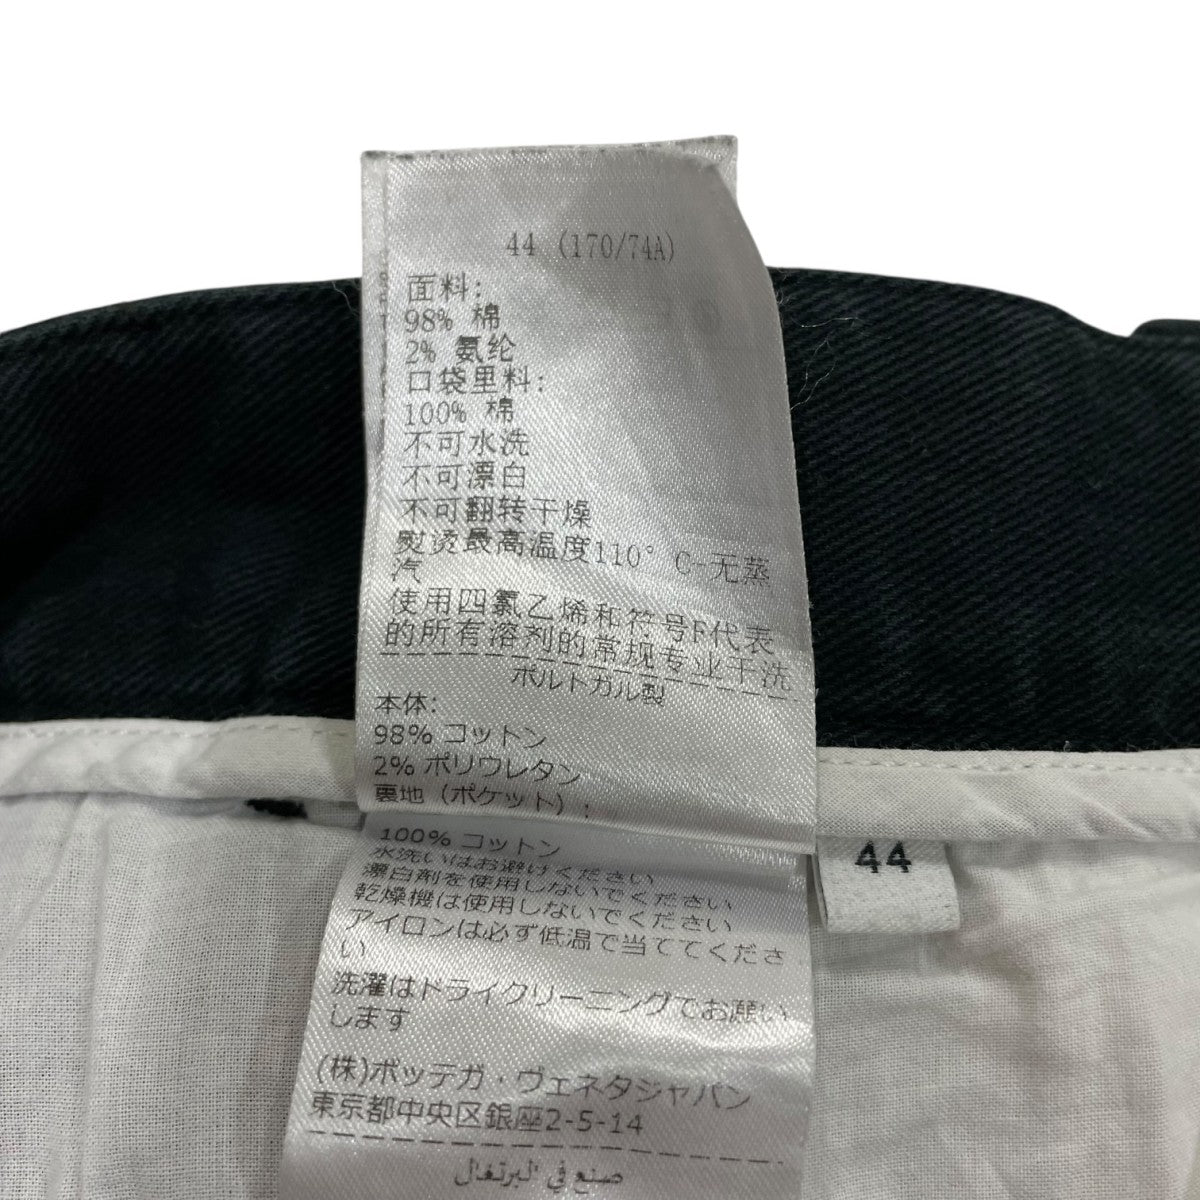 44 (170/74A)
面料:
98% 棉
2% 氨纶
口袋里料:
100% 棉
不可水洗
不可漂白
不可翻转干燥
熨烫最高温度110° C-无蒸
汽
使用四氯乙烯和符号F代表
的所有溶剂的常规专业干洗
ポルトガル製
本体:
98% コットン
2% ポリウレタン
裏地 (ポケット) :
100% コットン
水洗いはお避けください
漂白剤を使用しないでください
乾燥機は使用しないでください
アイロンは必ず低温で当ててくださ
い
洗濯はドライクリーニングでお願い
します
(株)ボッテガ・ヴェネタジャパン
東京都中央区銀座2-5-14
صنع في البرتغال
44